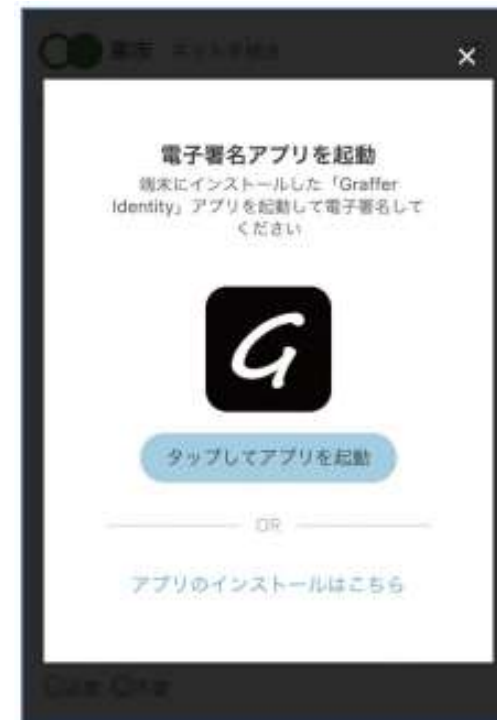 ×
電子署名アプリを起動
端末にインストールした「Graffer
Identity」アプリを起動して電子署名して
ください
G
タップしてアプリを起動
OR
アプリのインストールはこちら